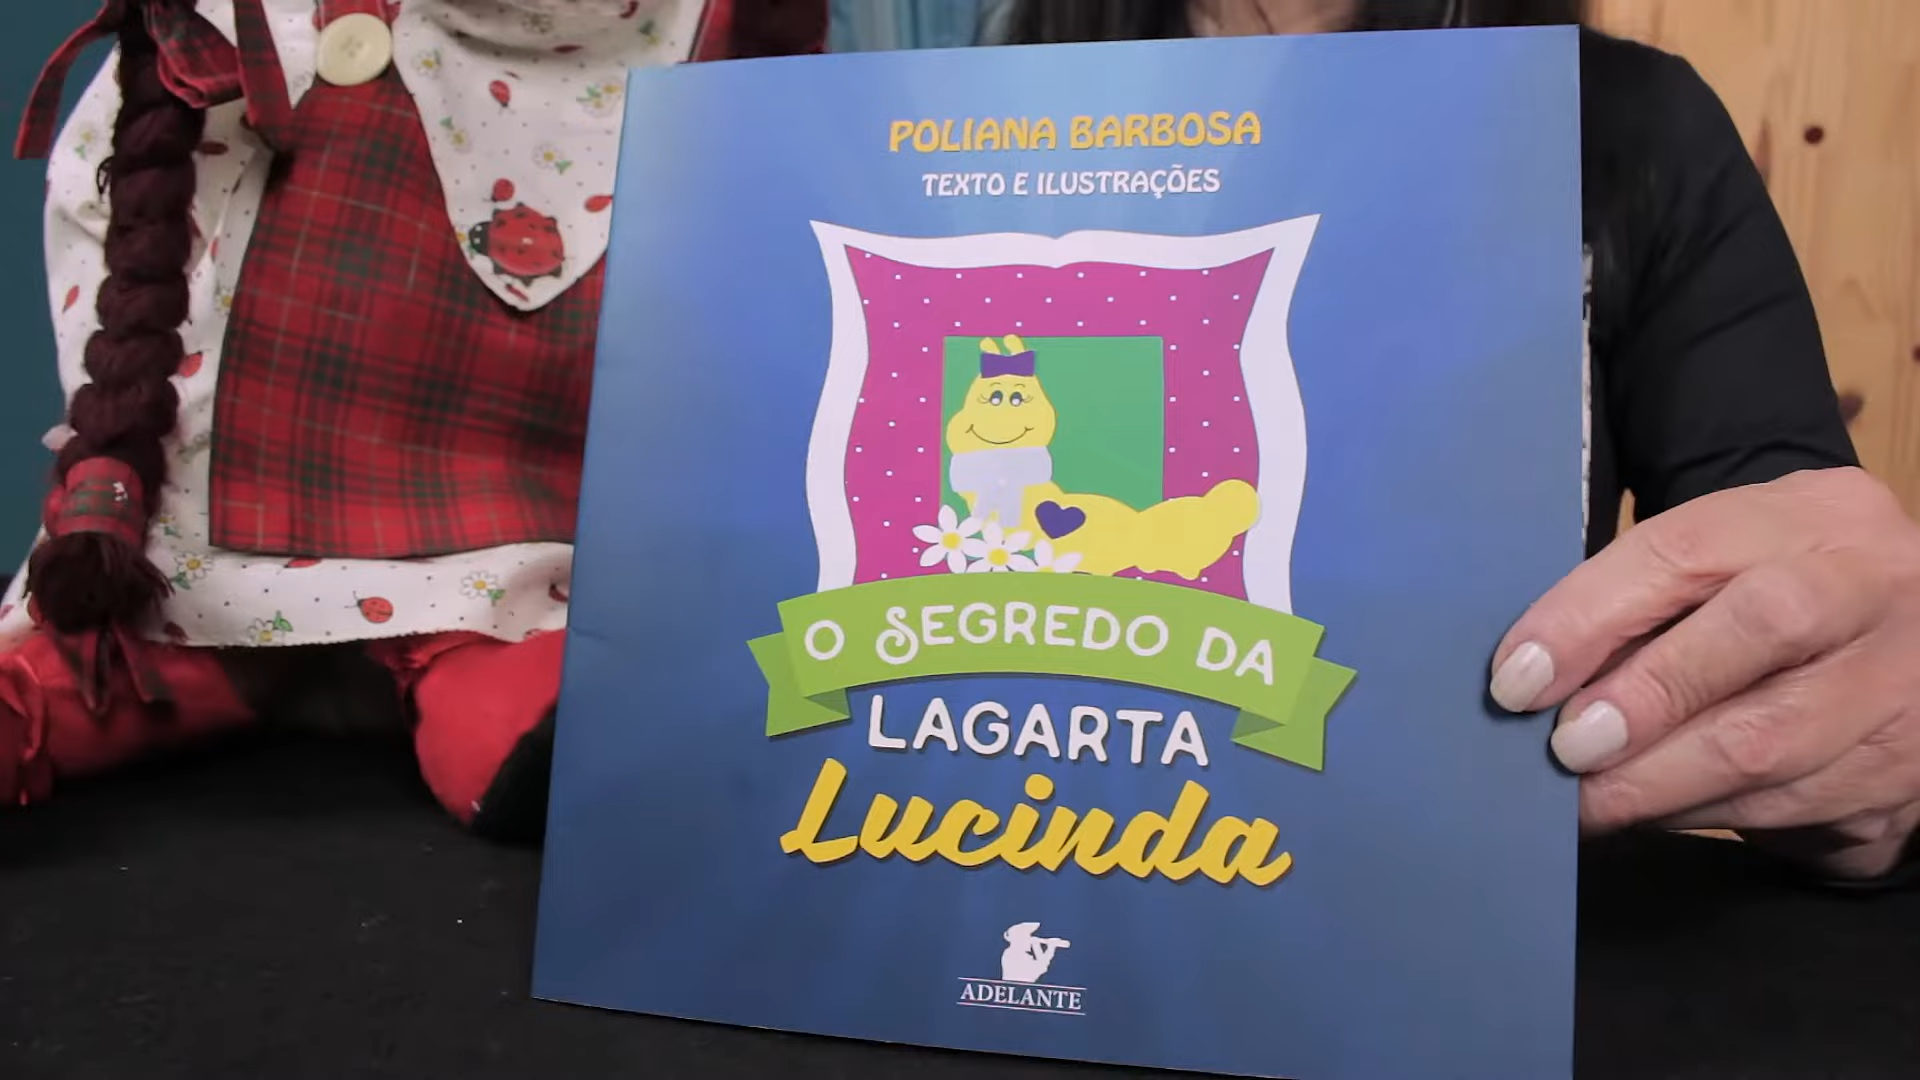 POLIANA BARBOSA
TEXTO E ILUSTRAÇÕES
O SEGREDO DA
LAGARTA
Lucinda
ADELANTE